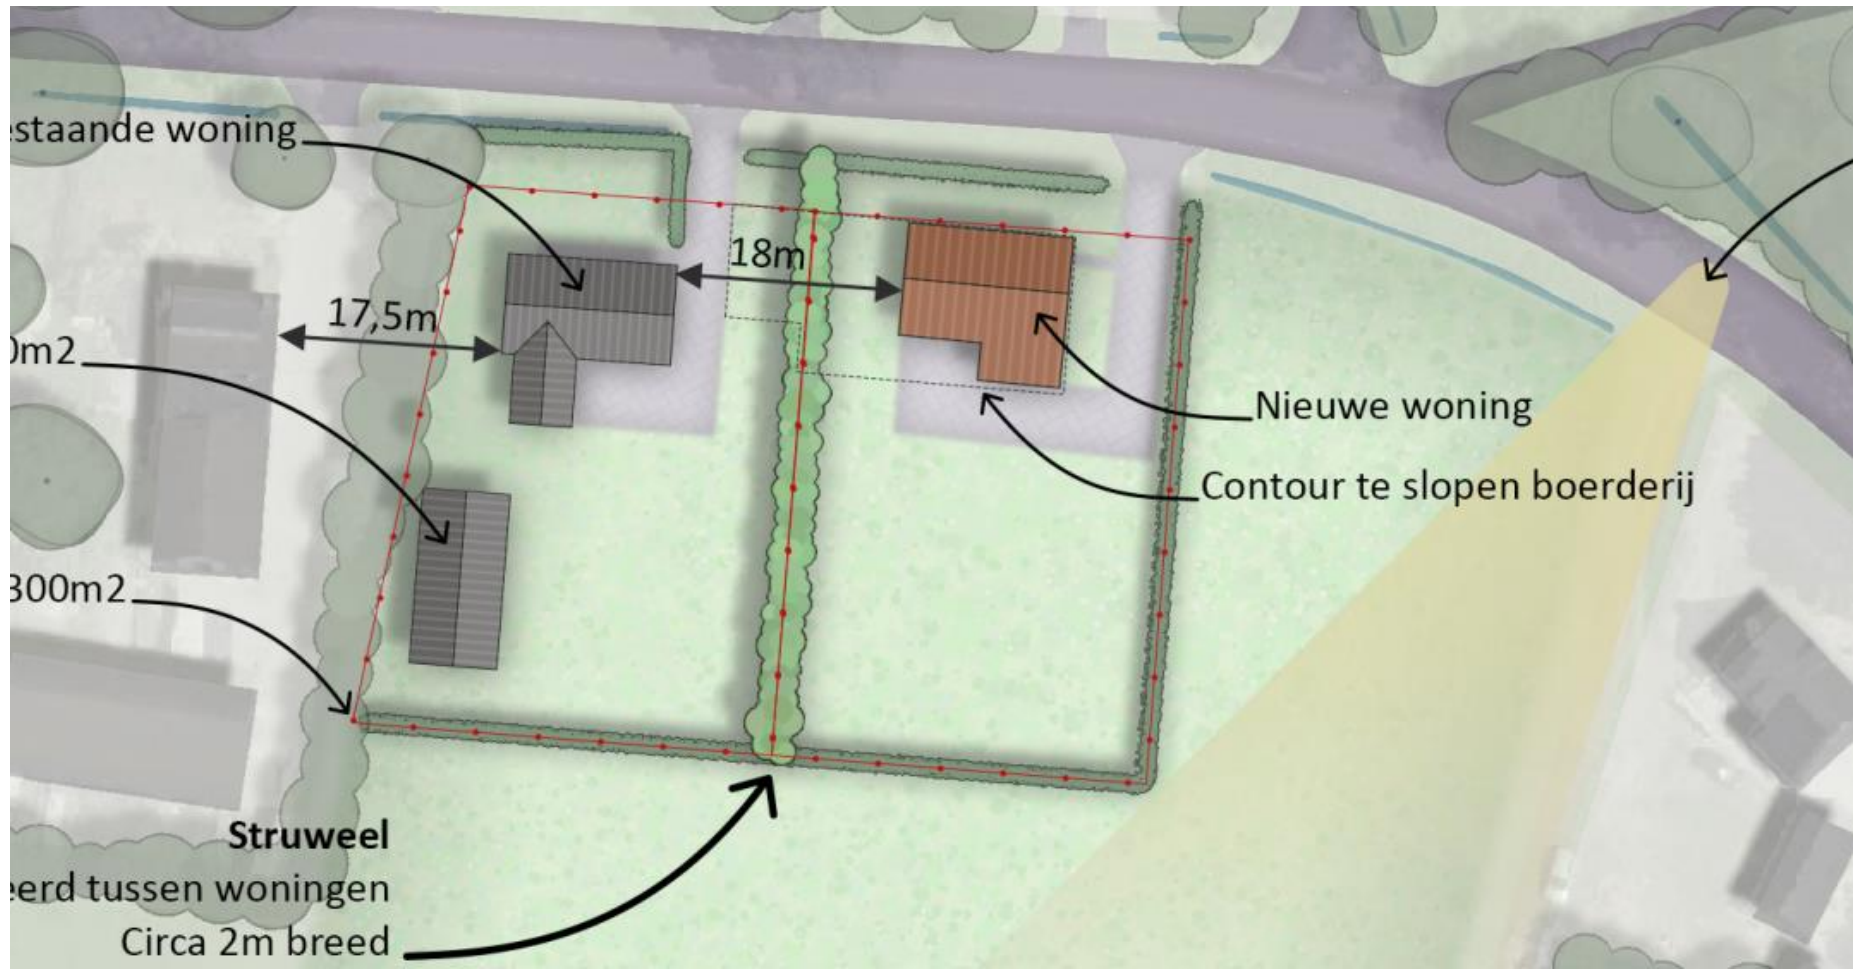 estaande woning
18m
17,5m
0m2
Nieuwe woning
Contour te slopen boerderij
300m2
Struweel
eerd tussen woningen
Circa 2m breed